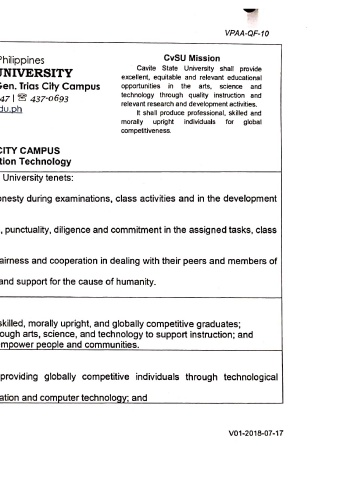 VPAA-QF-10
Philippines
UNIVERSITY
Gen. Trias City Campus
47 | ☏ 437-0693
du.ph
CvSU Mission
Cavite State University shall provide
excellent, equitable and relevant educational
opportunities in the arts, science and
technology through quality instruction and
relevant research and development activities.
It shall produce professional, skilled and
morally upright individuals for global
competitiveness.
CITY CAMPUS
tion Technology
University tenets:
onesty during examinations, class activities and in the development
, punctuality, diligence and commitment in the assigned tasks, class
airness and cooperation in dealing with their peers and members of
and support for the cause of humanity.
skilled, morally upright, and globally competitive graduates;
ough arts, science, and technology to support instruction; and
empower people and communities.
providing globally competitive individuals through technological
ation and computer technology; and
V01-2018-07-17